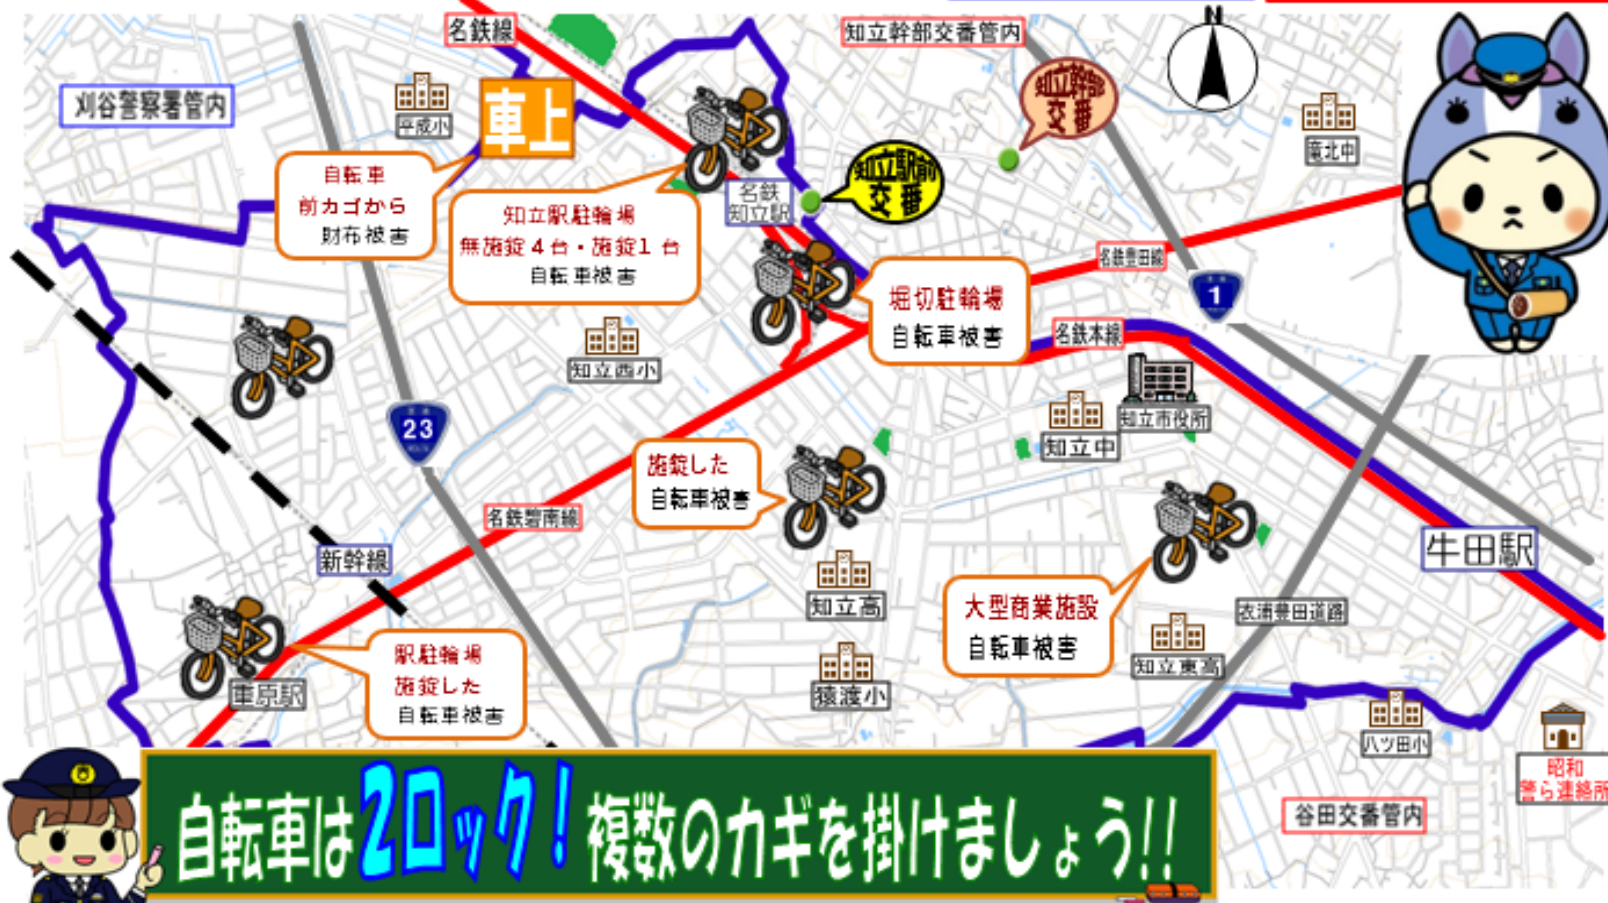 名鉄線
知立幹部交番管内
刈谷警察署管内
平成小
車上
知立幹部
交番
竜北中
自転車
前カゴから
財布被害
知立駅駐輪場
無施錠４台・施錠１台
自転車被害
名鉄
知立駅
知立駅前
交番
名鉄豊田線
1
堀切駐輪場
自転車被害
名鉄本線
知立西小
知立市役所
知立中
23
施錠した
自転車被害
名鉄碧南線
新幹線
牛田駅
知立高
大型商業施設
自転車被害
衣浦豊田道路
知立東高
駅駐輪場
施錠した
自転車被害
重原駅
猿渡小
八ツ田小
昭和
警ら連絡所
谷田交番管内
自転車は2ロック！複数のカギを掛けましょう!!